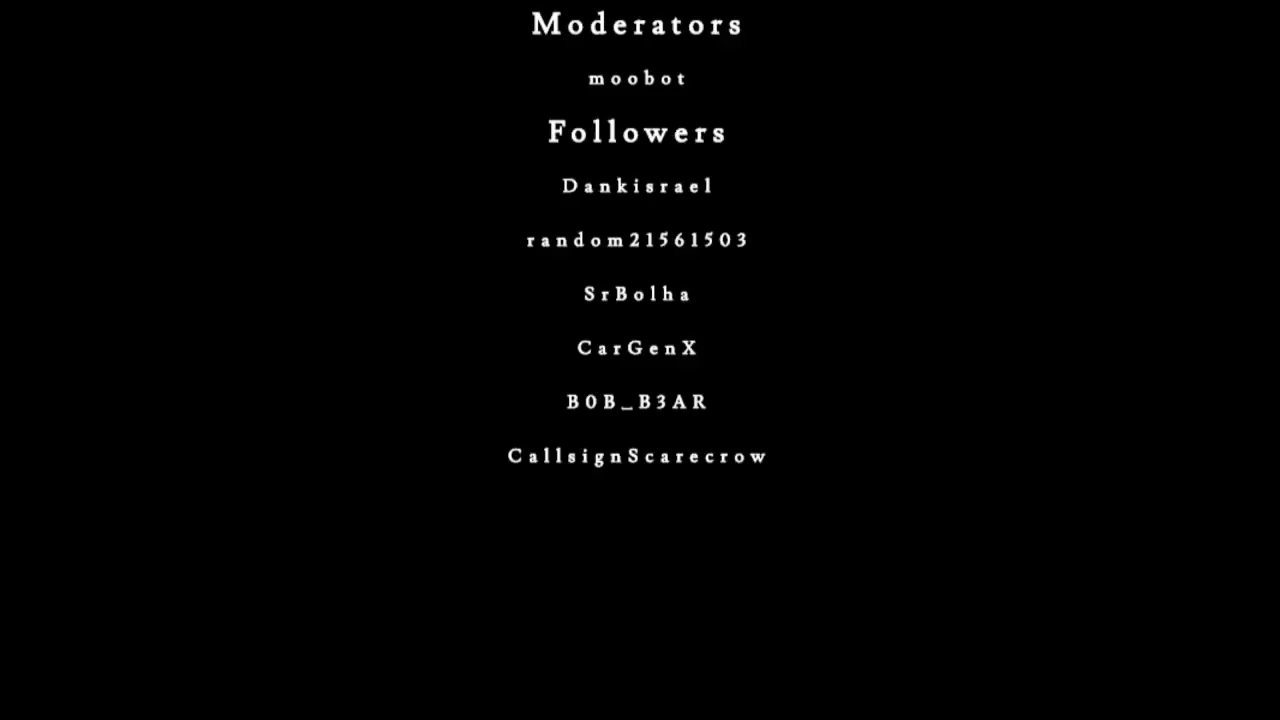 Moderators
moobot
Followers
Dankisrael
random21561503
SrBolha
CarGenX
B0B_B3AR
CallsignScarecrow